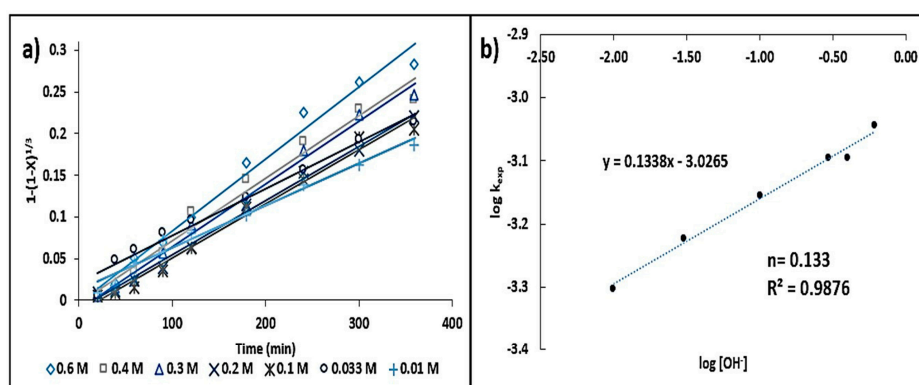 a)
1-(1-X)^1/3
0.3
0.25
0.2
0.15
0.1
0.05
0
0 100 200 300 400
Time (min)
0.6 M 0.4 M 0.3 M 0.2 M 0.1 M 0.033 M 0.01 M
b)
-2.9
-2.50 -2.00 -1.50 -1.00 -0.50 0.00
-3.0
-3.1
-3.2
-3.3
-3.4
log k_exp
y = 0.1338x - 3.0265
n= 0.133
R² = 0.9876
log [OH⁻]